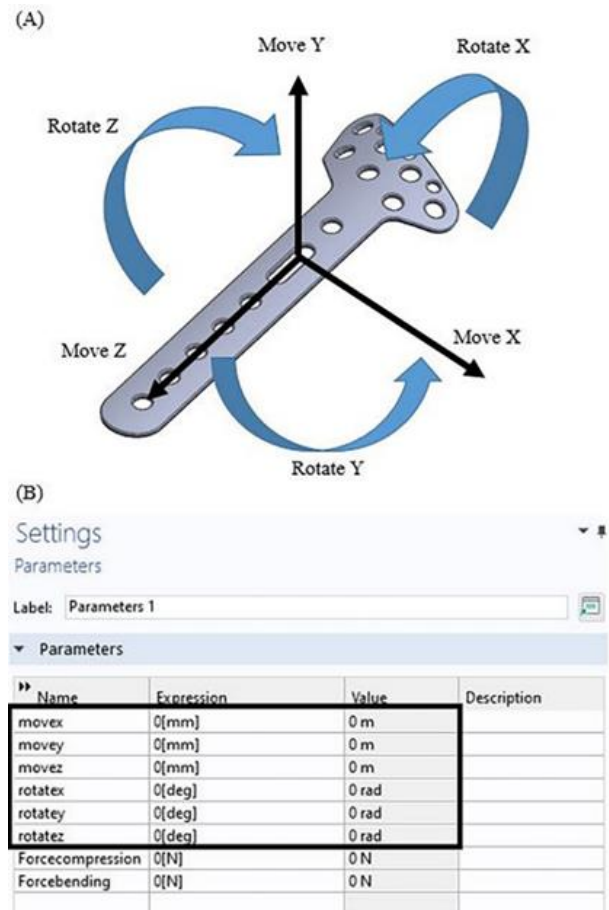 (A)
Move Y
Rotate X
Rotate Z
Move X
Move Z
Rotate Y
(B)
Settings
Parameters
Label: Parameters 1
Parameters
Name Expression Value Description
movex 0[mm] 0 m
movey 0[mm] 0 m
movez 0[mm] 0 m
rotatex 0[deg] 0 rad
rotatey 0[deg] 0 rad
rotatez 0[deg] 0 rad
Forcecompression 0[N] 0 N
Forcebending 0[N] 0 N